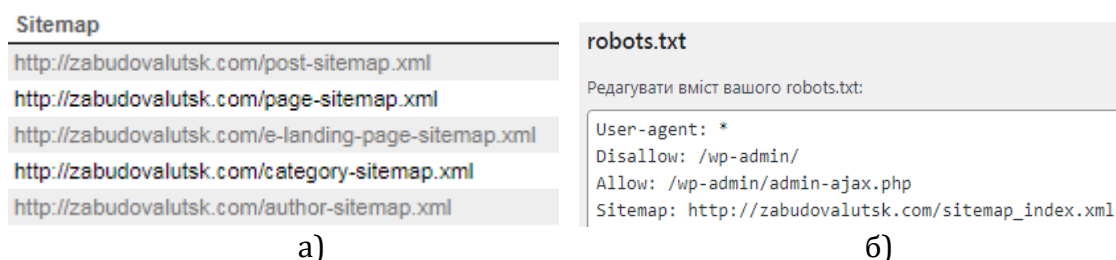 Sitemap
http://zabudovalutsk.com/post-sitemap.xml
http://zabudovalutsk.com/page-sitemap.xml
http://zabudovalutsk.com/e-landing-page-sitemap.xml
http://zabudovalutsk.com/category-sitemap.xml
http://zabudovalutsk.com/author-sitemap.xml
а)
robots.txt
Редагувати вміст вашого robots.txt:
User-agent: *
Disallow: /wp-admin/
Allow: /wp-admin/admin-ajax.php
Sitemap: http://zabudovalutsk.com/sitemap_index.xml
б)